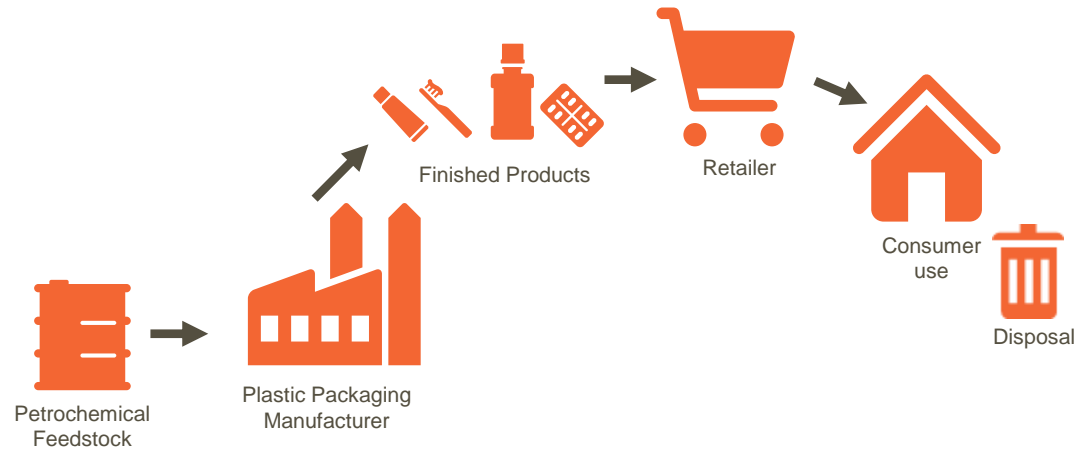 Petrochemical
Feedstock
Plastic Packaging
Manufacturer
Finished Products
Retailer
Consumer
use
Disposal